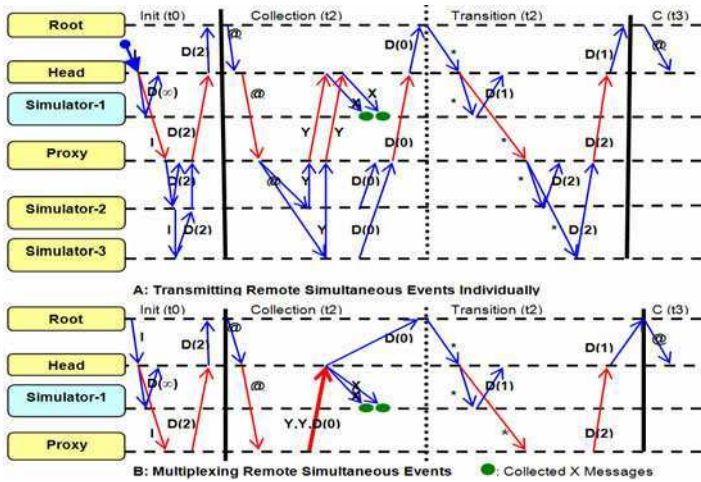 Init (t0) Collection (t2) Transition (t2) C (t3)
Root
@ D(2) D(0) * D(1) @
I
Head
D(∞) @ X X * D(1)
Simulator-1
I D(2) Y Y D(0) D(2)
Proxy
D(2) @ Y D(0) * D(2)
Simulator-2
I D(2) Y D(0) * D(2)
Simulator-3
A: Transmitting Remote Simultaneous Events Individually
Init (t0) Collection (t2) Transition (t2) C (t3)
Root
I D(2) @ D(0) * D(1) @
Head
D(∞) @ X X * D(1)
Simulator-1
I D(2) Y.Y.D(0) * D(2)
Proxy
B: Multiplexing Remote Simultaneous Events : Collected X Messages